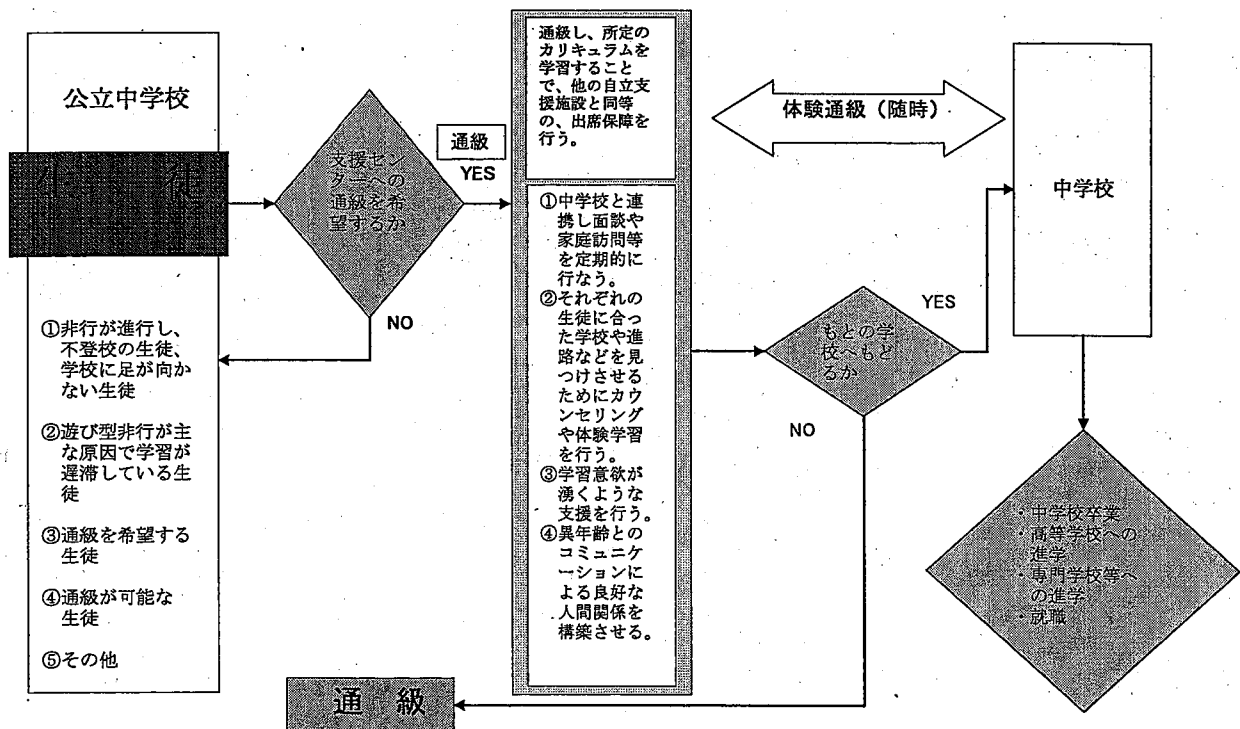 公立中学校
生　徒
①非行が進行し、
不登校の生徒、
学校に足が向か
ない生徒
②遊び型非行が主
な原因で学習が
遅滞している生
徒
③通級を希望する
生徒
④通級が可能な
生徒
⑤その他
支援セン
ターへの
通級を希
望するか
通級
YES
NO
通級し、所定の
カリキュラムを
学習すること
で、他の自立支
援施設と同等
の、出席保障を
行う。
①中学校と連
携し面談や
家庭訪問等
を定期的に
行なう。
②それぞれの
生徒に合っ
た学校や進
路などを見
つけさせる
ためにカウ
ンセリング
や体験学習
を行う。
③学習意欲が
湧くような
支援を行う。
④異年齢との
コミュニケ
ーションに
よる良好な
人間関係を
構築させる。
体験通級（随時）
もとの学
校へもど
るか
YES
NO
中学校
・中学校卒業
・高等学校への
進学
・専門学校等へ
の進学
・就職
通　級